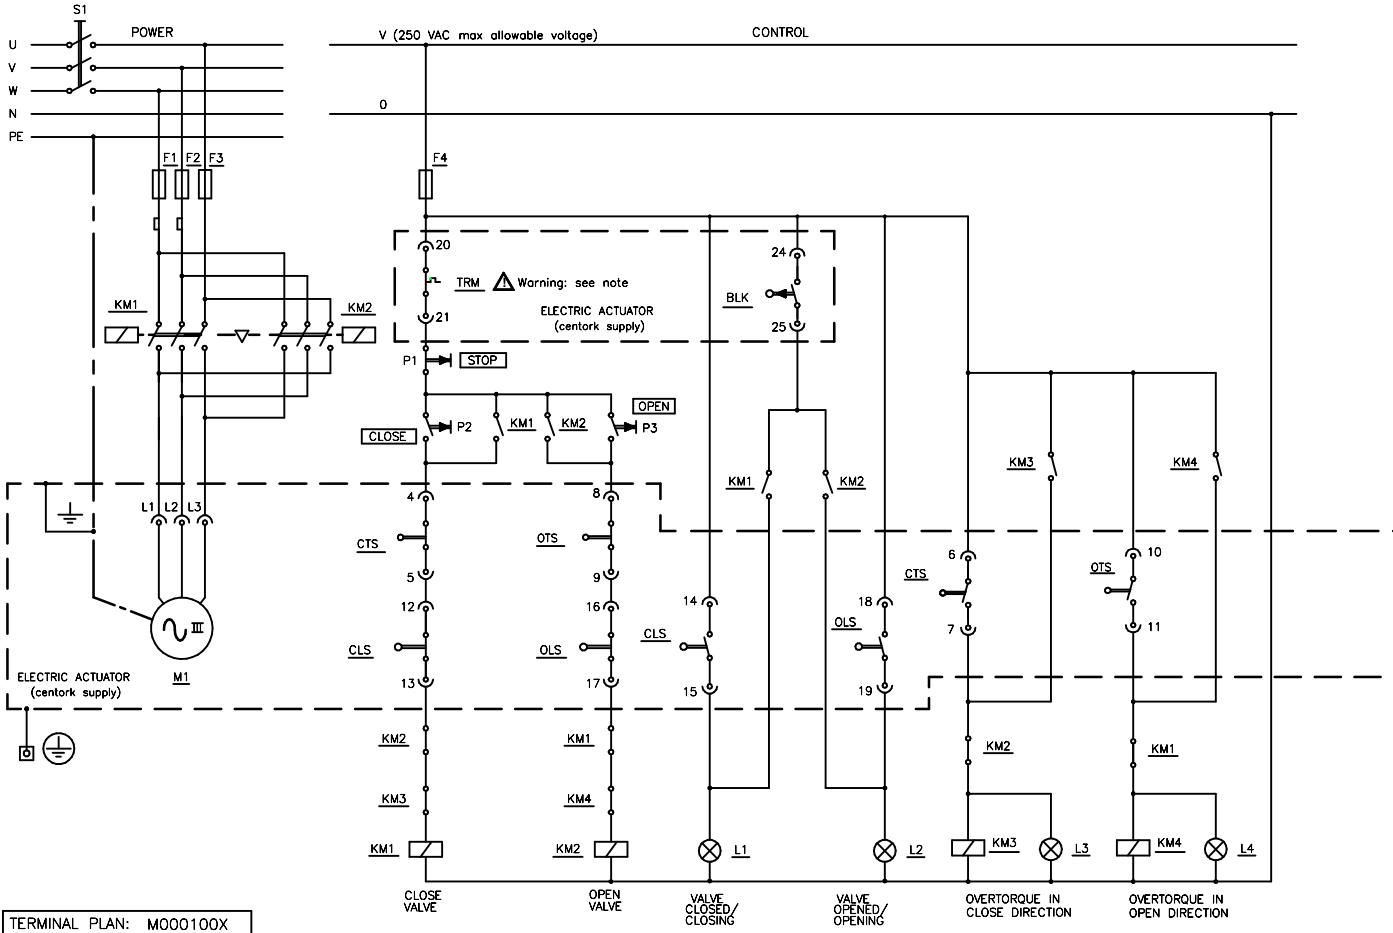 S1
POWER
V (250 VAC max allowable voltage)
CONTROL
U
V
W
N
O
PE
F1 F2 F3
F4
20
24
TRM
Warning: see note
BLK
KM1
KM2
ELECTRIC ACTUATOR
(centork supply)
21
25
P1
STOP
OPEN
CLOSE
P2
KM1
KM2
P3
KM1
KM2
KM3
KM4
L1 L2 L3
4
8
CTS
OTS
6
10
CTS
OTS
5
9
12
16
14
18
7
11
CLS
OLS
CLS
OLS
III
M1
ELECTRIC ACTUATOR
(centork supply)
13
17
15
19
KM2
KM1
KM2
KM1
KM3
KM4
KM1
KM2
L1
L2
KM3
L3
KM4
L4
CLOSE
VALVE
OPEN
VALVE
VALVE
CLOSED/
CLOSING
VALVE
OPENED/
OPENING
OVERTORQUE IN
CLOSE DIRECTION
OVERTORQUE IN
OPEN DIRECTION
TERMINAL PLAN: M000100X